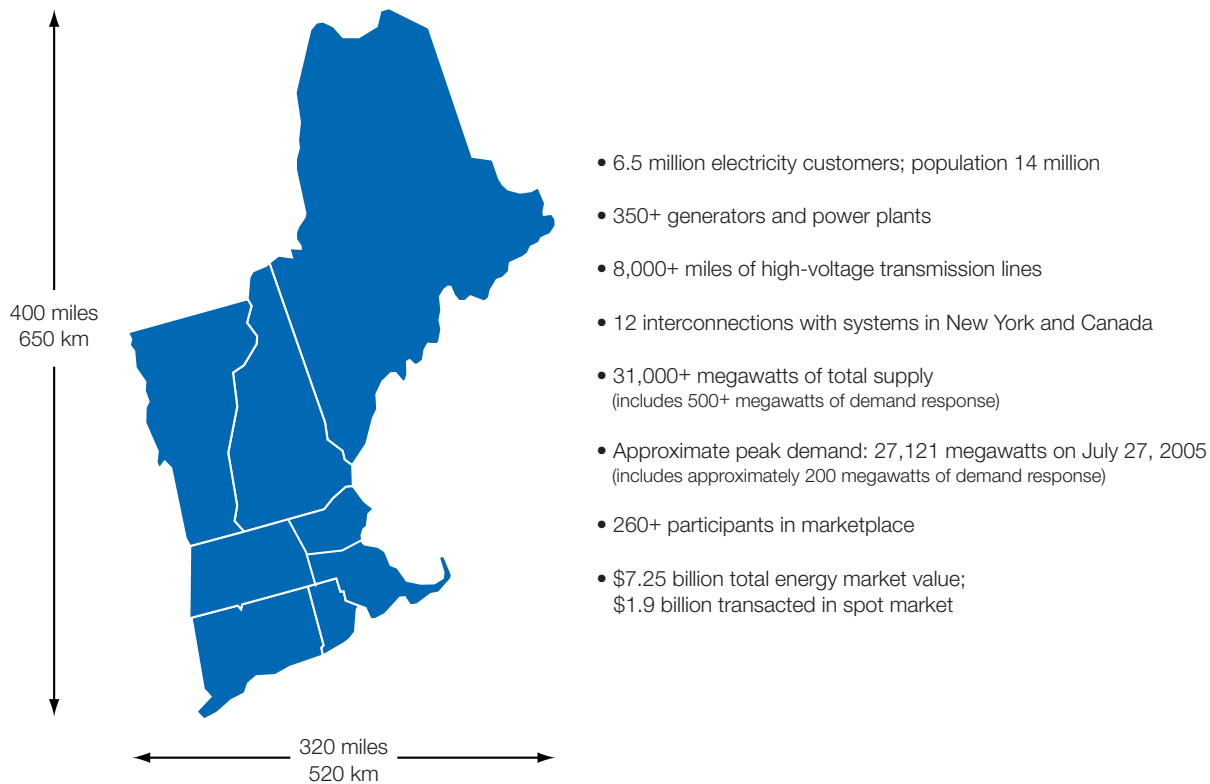 400 miles
650 km
• 6.5 million electricity customers; population 14 million
• 350+ generators and power plants
• 8,000+ miles of high-voltage transmission lines
• 12 interconnections with systems in New York and Canada
• 31,000+ megawatts of total supply
(includes 500+ megawatts of demand response)
• Approximate peak demand: 27,121 megawatts on July 27, 2005
(includes approximately 200 megawatts of demand response)
• 260+ participants in marketplace
• $7.25 billion total energy market value;
$1.9 billion transacted in spot market
320 miles
520 km